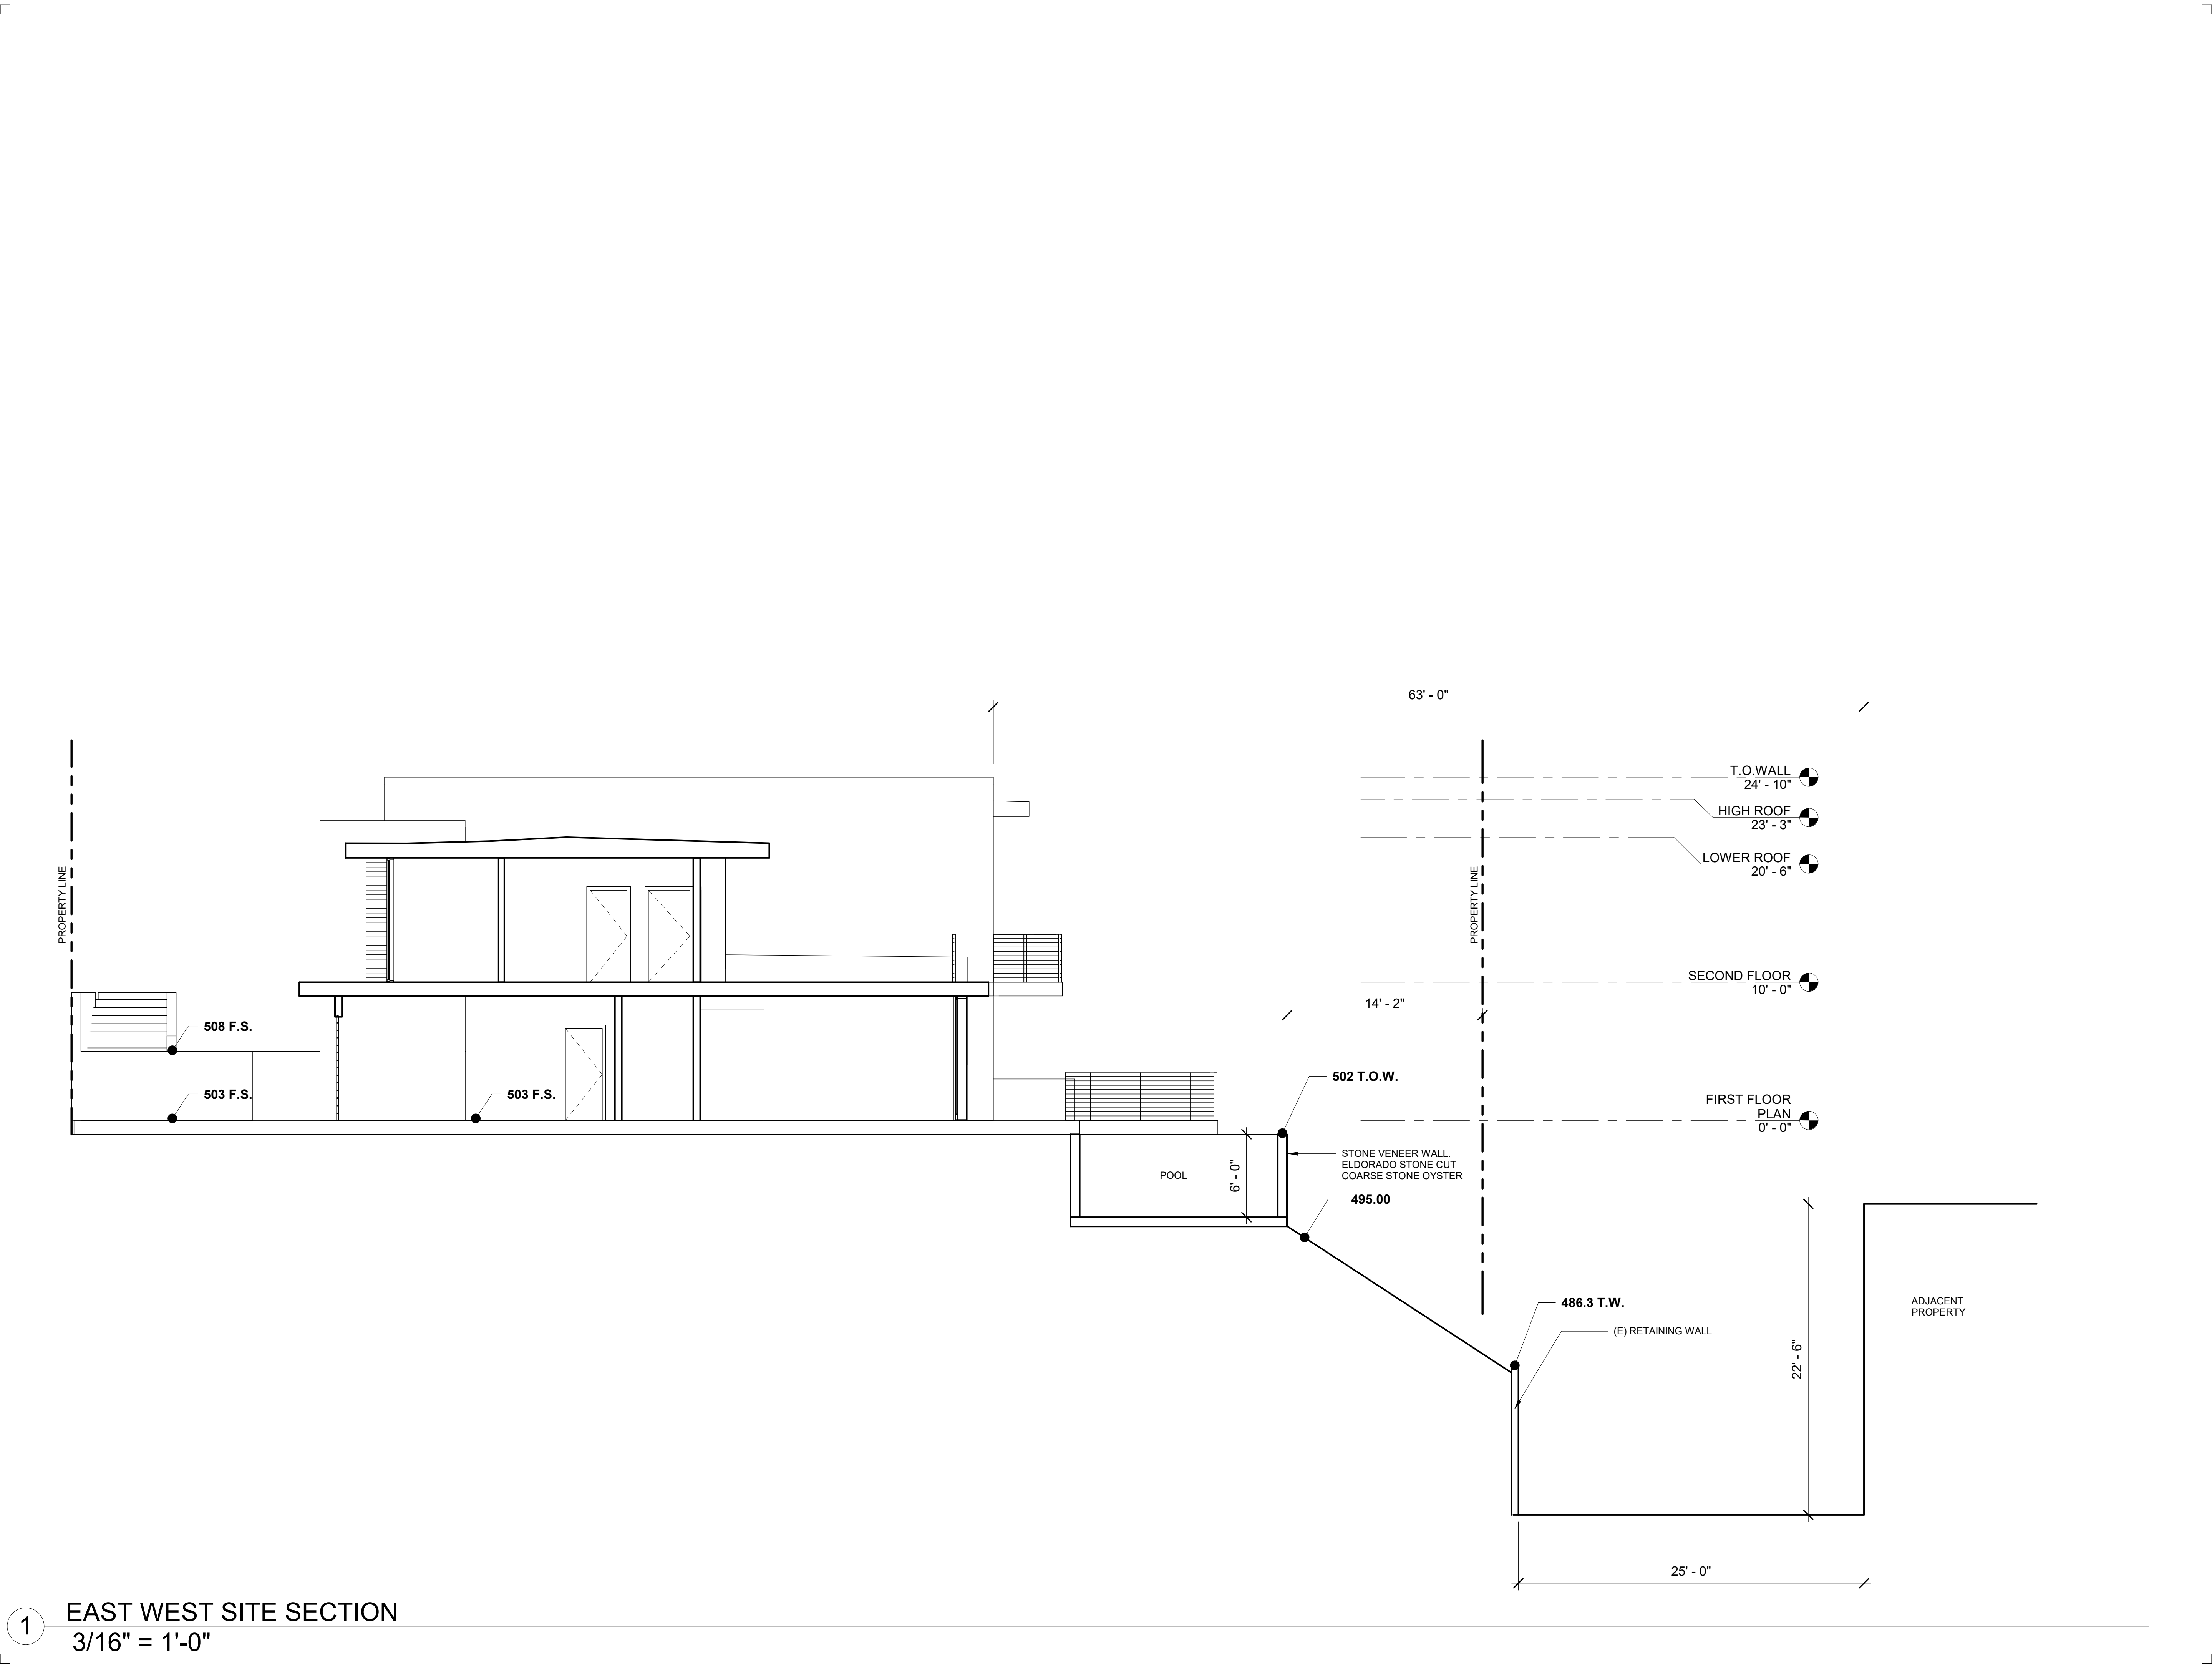 63' - 0"
T.O.WALL
24' - 10"
HIGH ROOF
23' - 3"
LOWER ROOF
20' - 6"
PROPERTY LINE
PROPERTY LINE
SECOND FLOOR
10' - 0"
14' - 2"
508 F.S.
502 T.O.W.
503 F.S.
503 F.S.
FIRST FLOOR
PLAN
0' - 0"
STONE VENEER WALL.
ELDORADO STONE CUT
COARSE STONE OYSTER
POOL
6' - 0"
495.00
486.3 T.W.
(E) RETAINING WALL
ADJACENT
PROPERTY
22' - 6"
25' - 0"
1
EAST WEST SITE SECTION
3/16" = 1'-0"